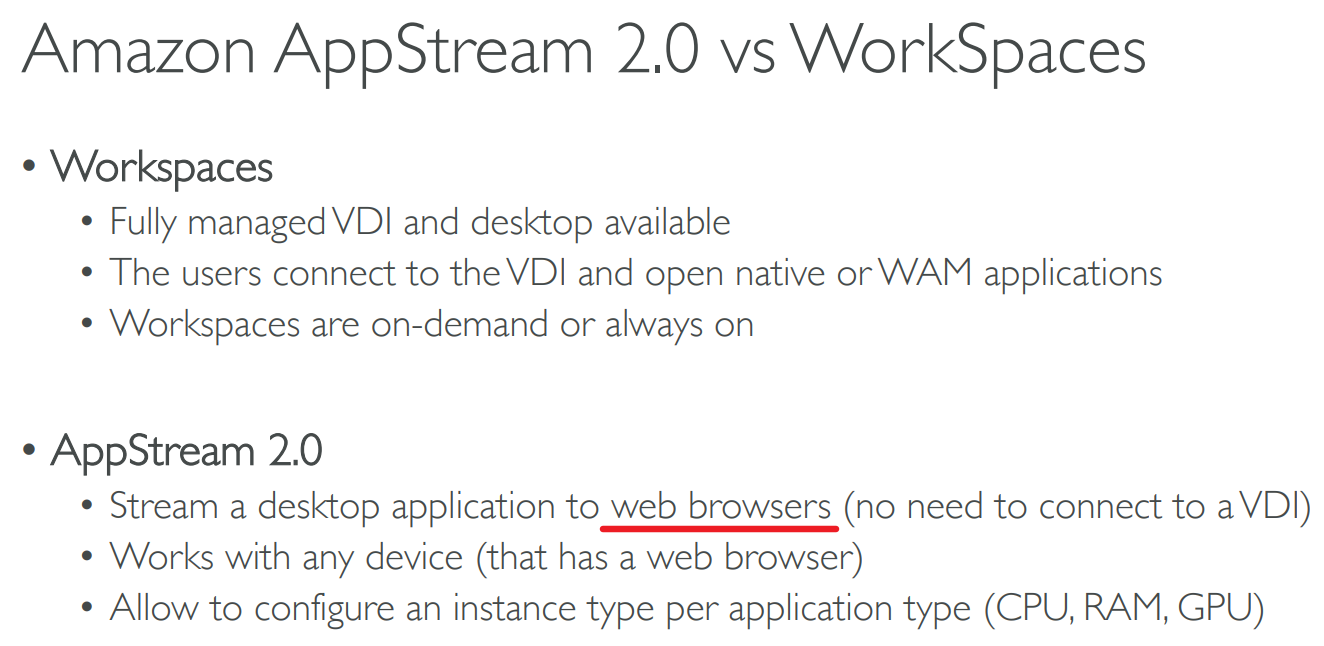 Amazon AppStream 2.0 vs WorkSpaces
• Workspaces
• Fully managed VDI and desktop available
• The users connect to the VDI and open native or WAM applications
• Workspaces are on-demand or always on
• AppStream 2.0
• Stream a desktop application to web browsers (no need to connect to a VDI)
• Works with any device (that has a web browser)
• Allow to configure an instance type per application type (CPU, RAM, GPU)